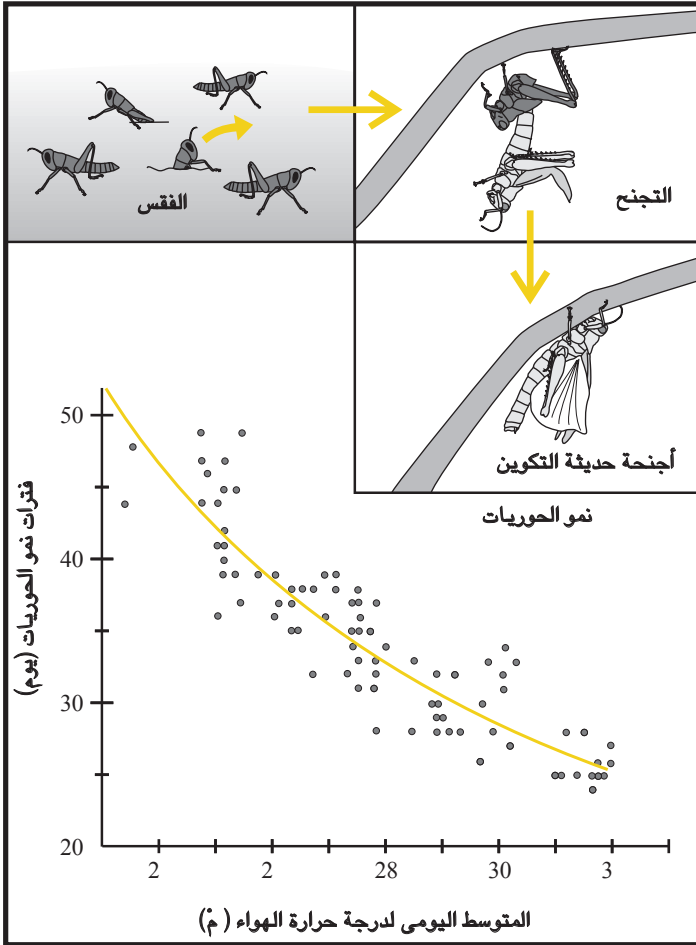 الفقس
التجنح
أجنحة حديثة التكوين
نمو الحوريات
فترات نمو الحوريات (يوم)
50
40
30
20
2 2 28 30 3
المتوسط اليومى لدرجة حرارة الهواء ( مْ)